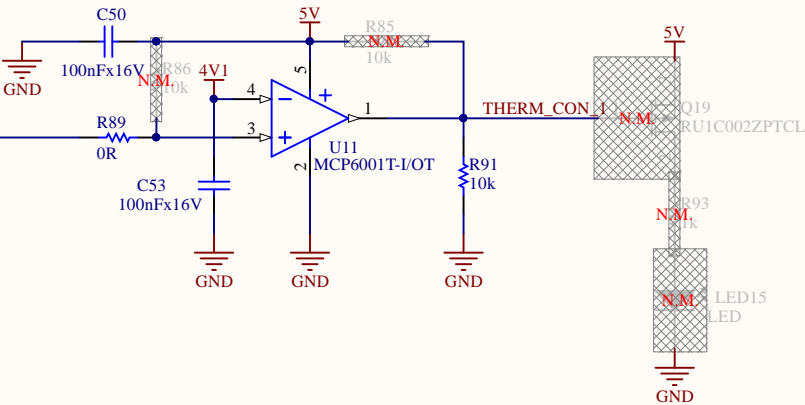 C50
5V
R85
N.M.
10k
GND
100nFx16V
R86
N.M.
10k
4V1
5V
4
5
1
3
2
U11
MCP6001T-I/OT
R89
0R
C53
100nFx16V
R91
10k
THERM_CON_1
N.M.
Q19
RU1C002ZPTCL
R93
N.M.
1k
GND
GND
GND
N.M.
LED15
LED
GND